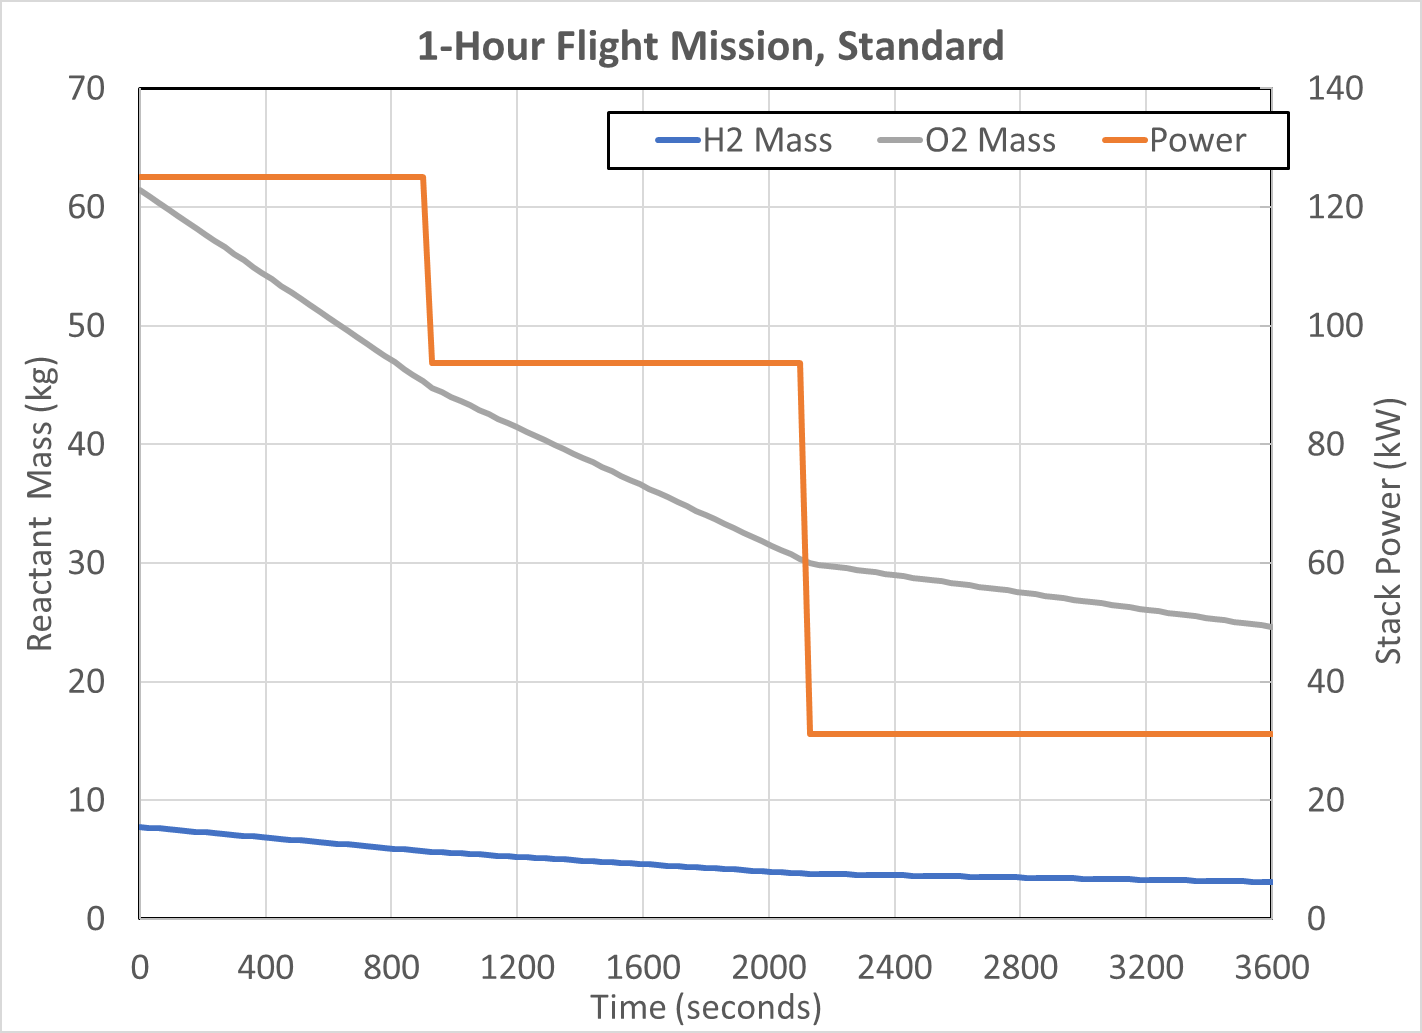 1-Hour Flight Mission, Standard
H2 Mass O2 Mass Power
70
60
50
40
30
20
10
0
Reactant Mass (kg)
140
120
100
80
60
40
20
0
Stack Power (kW)
0 400 800 1200 1600 2000 2400 2800 3200 3600
Time (seconds)